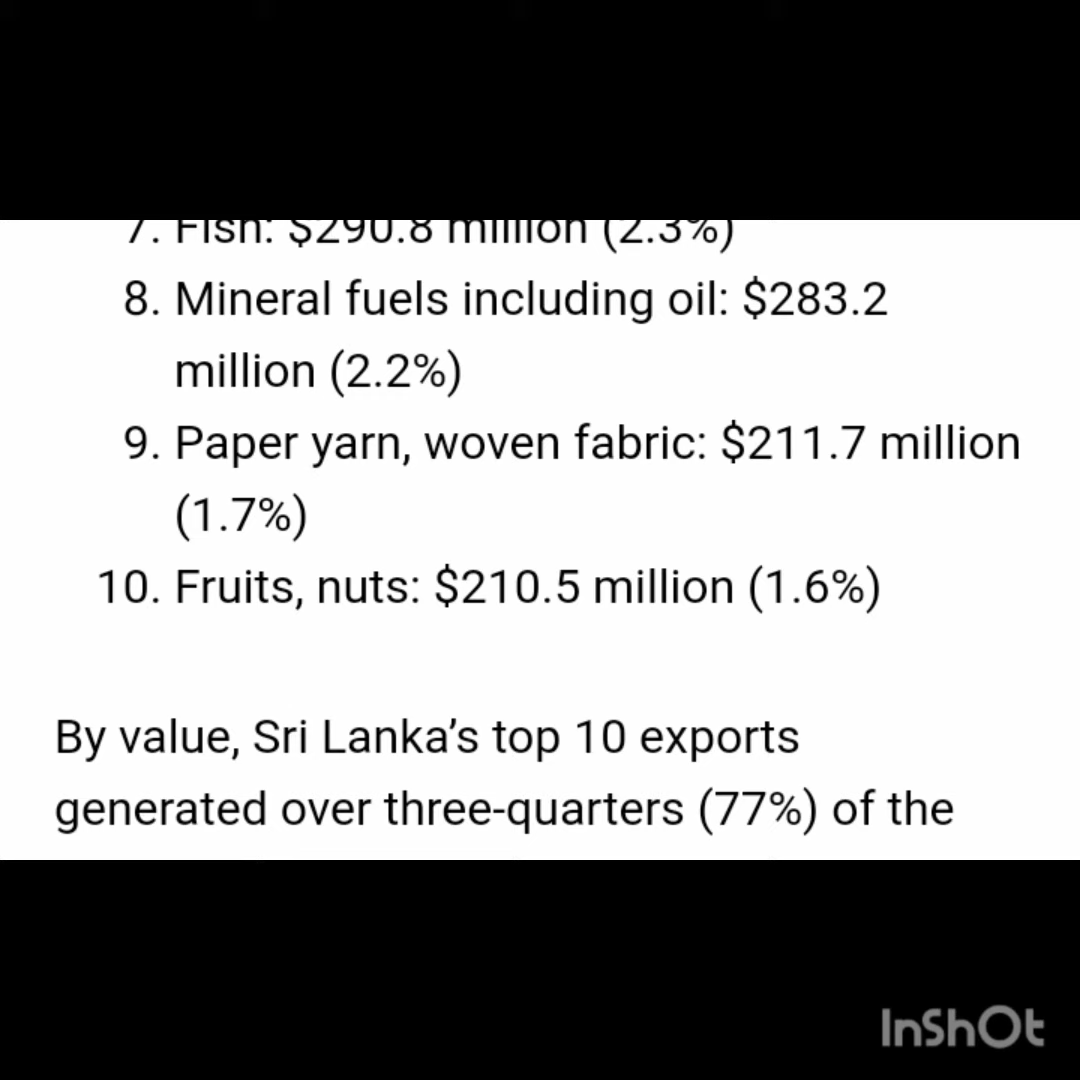 7. Fish: $290.8 million (2.3%)
8. Mineral fuels including oil: $283.2
million (2.2%)
9. Paper yarn, woven fabric: $211.7 million
(1.7%)
10. Fruits, nuts: $210.5 million (1.6%)
By value, Sri Lanka’s top 10 exports
generated over three-quarters (77%) of the
InShOt